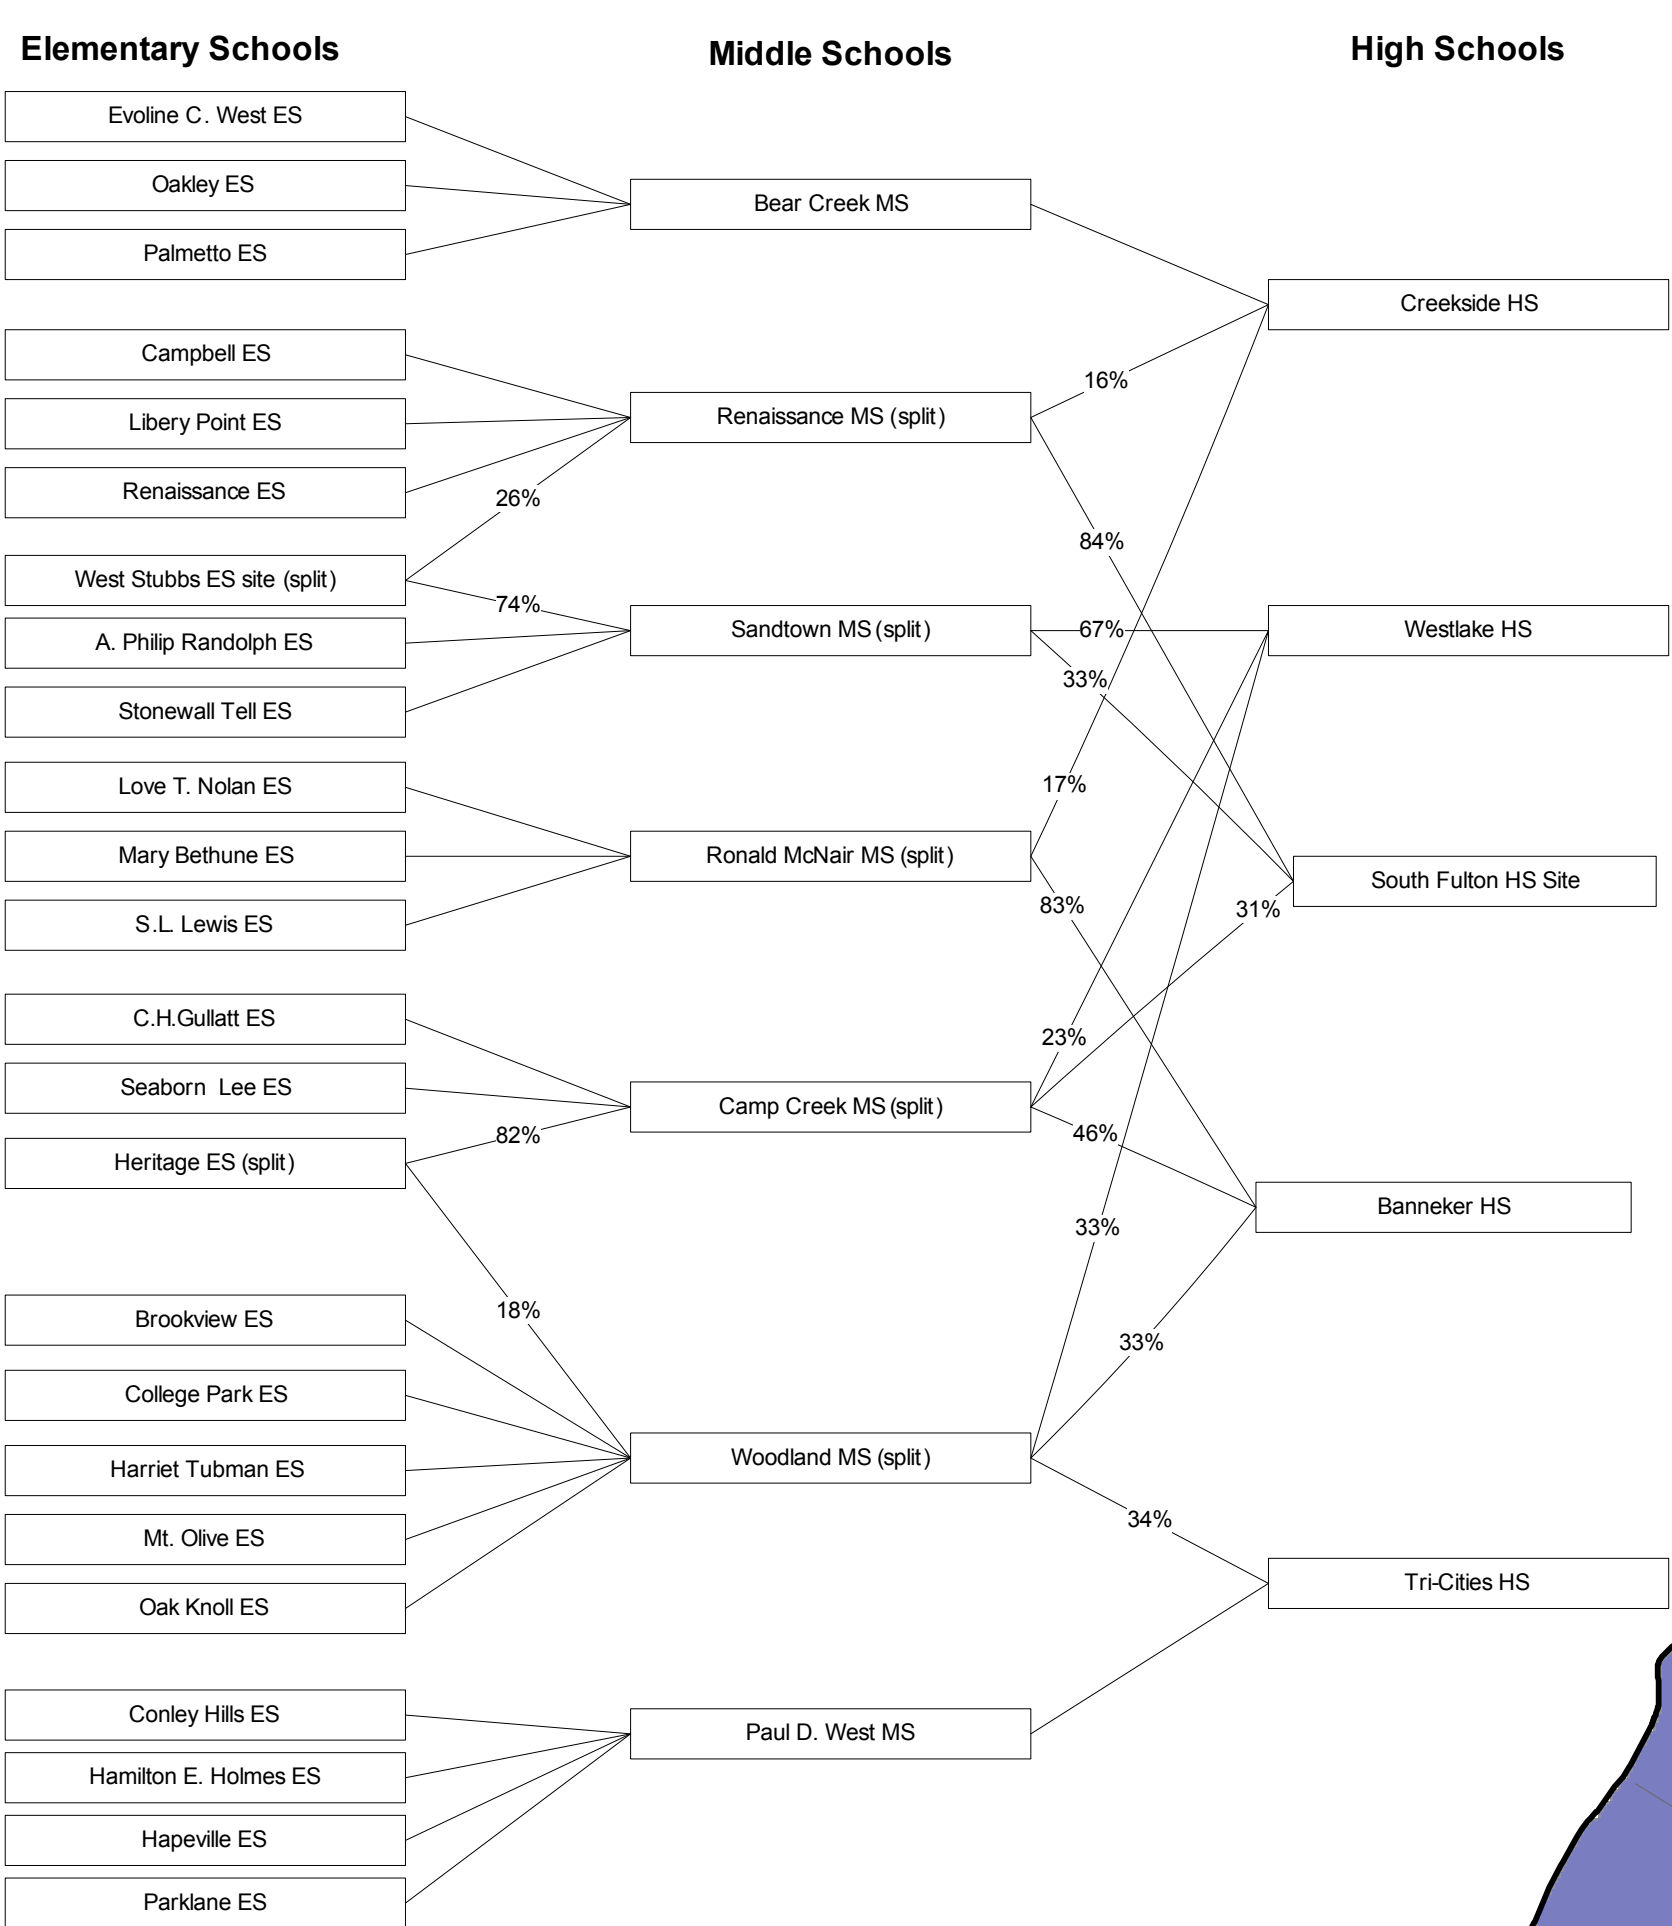 Elementary Schools
Middle Schools
High Schools
Evoline C. West ES
Oakley ES
Palmetto ES
Bear Creek MS
Creekside HS
Campbell ES
Libery Point ES
Renaissance ES
Renaissance MS (split)
16%
26%
84%
West Stubbs ES site (split)
74%
A. Philip Randolph ES
Stonewall Tell ES
Sandtown MS (split)
67%
33%
Westlake HS
Love T. Nolan ES
Mary Bethune ES
S.L. Lewis ES
Ronald McNair MS (split)
17%
83%
South Fulton HS Site
31%
C.H.Gullatt ES
Seaborn Lee ES
Heritage ES (split)
82%
18%
Camp Creek MS (split)
23%
46%
Banneker HS
33%
33%
Brookview ES
College Park ES
Harriet Tubman ES
Mt. Olive ES
Oak Knoll ES
Woodland MS (split)
34%
Tri-Cities HS
Conley Hills ES
Hamilton E. Holmes ES
Hapeville ES
Parklane ES
Paul D. West MS